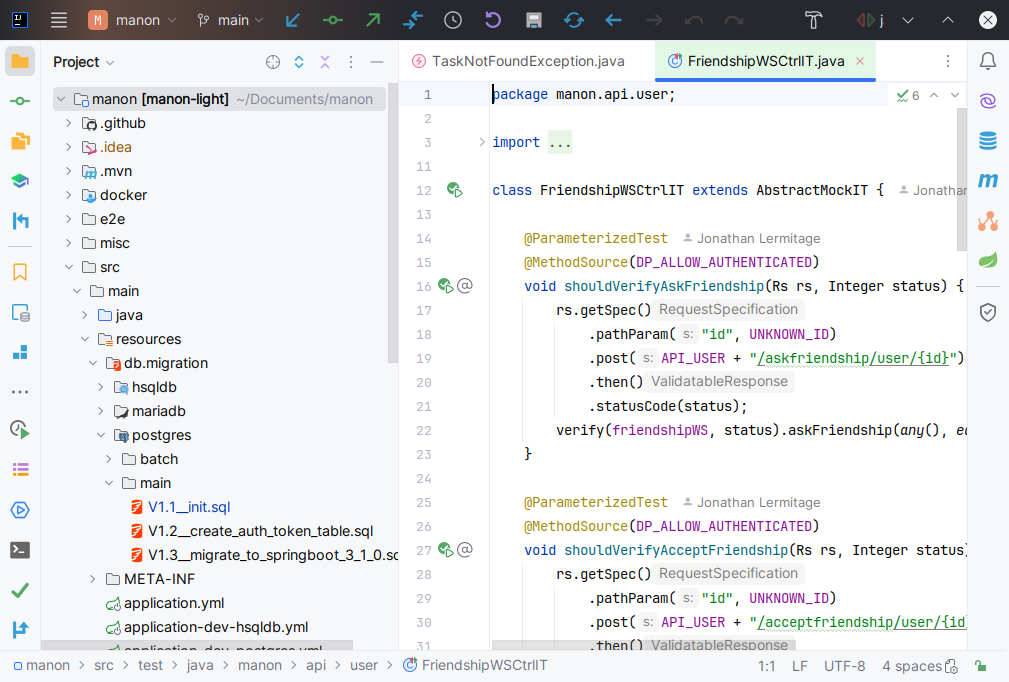 M manon main j
Project
TaskNotFoundException.java FriendshipWSCtrlIT.java
manon [manon-light] ~/Documents/manon
.github
.idea
.mvn
docker
e2e
misc
src
main
java
resources
db.migration
hsqldb
mariadb
postgres
batch
main
V1.1__init.sql
V1.2__create_auth_token_table.sql
V1.3__migrate_to_springboot_3_1_0.sc
META-INF
application.yml
application-dev-hsqldb.yml
application-dev-postgres.yml
1 package manon.api.user; 6
2
3 import ...
11
12 class FriendshipWSCtrlIT extends AbstractMockIT { Jonathan
13
14 @ParameterizedTest Jonathan Lermitage
15 @MethodSource(DP_ALLOW_AUTHENTICATED)
16 void shouldVerifyAskFriendship(Rs rs, Integer status) {
17 rs.getSpec() RequestSpecification
18 .pathParam( s: "id", UNKNOWN_ID)
19 .post( s: API_USER + "/askfriendship/user/{id}")
20 .then() ValidatableResponse
21 .statusCode(status);
22 verify(friendshipWS, status).askFriendship(any(), eq
23 }
24
25 @ParameterizedTest Jonathan Lermitage
26 @MethodSource(DP_ALLOW_AUTHENTICATED)
27 void shouldVerifyAcceptFriendship(Rs rs, Integer status)
28 rs.getSpec() RequestSpecification
29 .pathParam( s: "id", UNKNOWN_ID)
30 .post( s: API_USER + "/acceptfriendship/user/{id
31 .then() ValidatableResponse
manon > src > test > java > manon > api > user > FriendshipWSCtrlIT 1:1 LF UTF-8 4 spaces